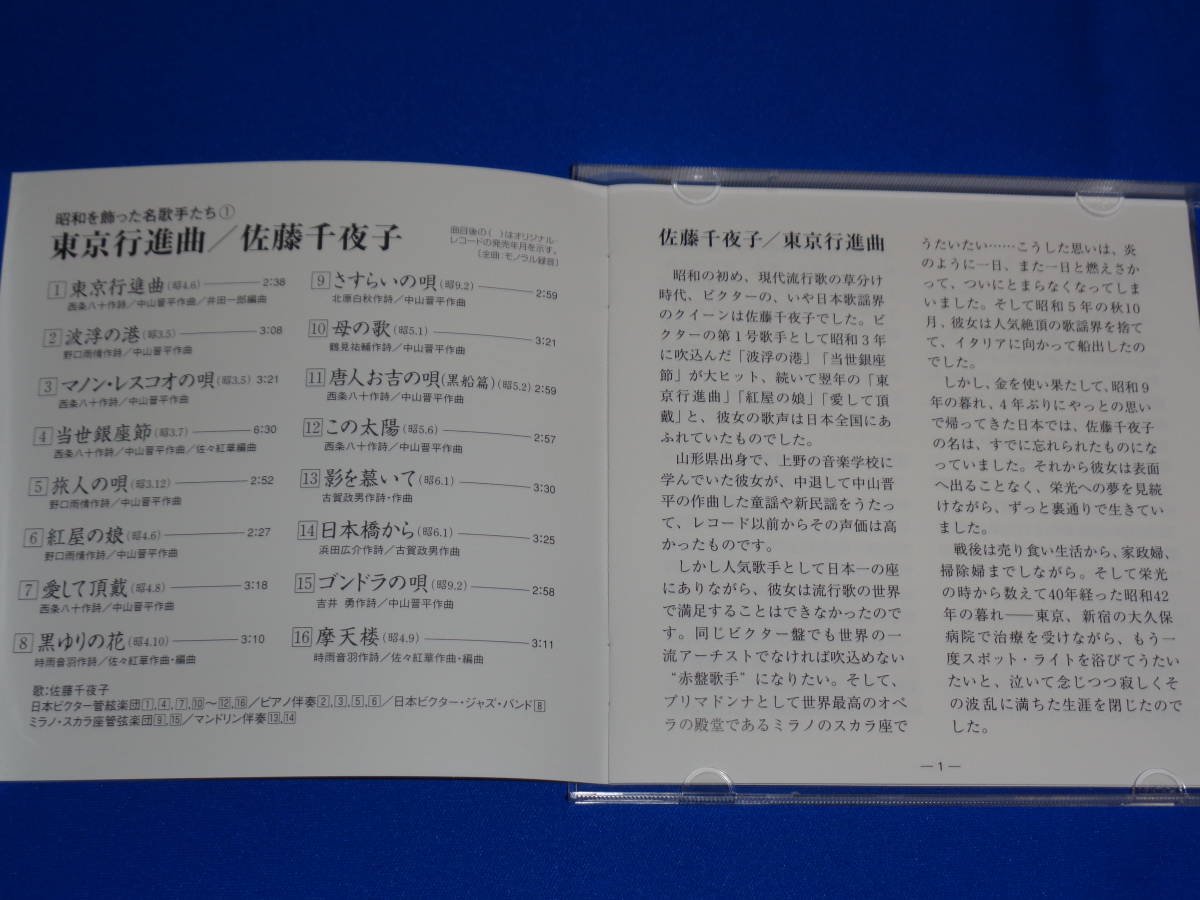 昭和を飾った名歌手たち①
東京行進曲／佐藤千夜子
曲目後の( )はオリジナル・
レコードの発売年月を示す。
(全曲:モノラル録音)
1 東京行進曲(昭4.6) 2:38
西条八十作詩／中山晋平作曲／井田一郎編曲
2 波浮の港(昭3.5) 3:08
野口雨情作詩／中山晋平作曲
3 マノン・レスコオの唄(昭3.5) 3:21
西条八十作詩／中山晋平作曲
4 当世銀座節(昭3.7) 6:30
西条八十作詩／中山晋平作曲／佐々紅華作曲
5 旅人の唄(昭3.12) 2:52
野口雨情作詩／中山晋平作曲
6 紅屋の娘(昭4.6) 2:27
野口雨情作詩／中山晋平作曲
7 愛して頂戴(昭4.8) 3:18
西条八十作詩／中山晋平作曲
8 黒ゆりの花(昭4.10) 3:10
時雨音羽作詩／佐々紅華作曲・編曲
9 さすらいの唄(昭9.2) 2:59
北原白秋作詩／中山晋平作曲
10 母の歌(昭5.1) 3:21
鶴見祐輔作詩／中山晋平作曲
11 唐人お吉の唄(黒船篇)(昭5.2) 2:59
西条八十作詩／中山晋平作曲
12 この太陽(昭5.6) 2:57
西条八十作詩／中山晋平作曲
13 影を慕いて(昭6.1) 3:30
古賀政男作詩・作曲
14 日本橋から(昭6.1) 3:25
浜田広介作詩／古賀政男作曲
15 ゴンドラの唄(昭9.2) 2:58
吉井 勇作詩／中山晋平作曲
16 摩天楼(昭4.9) 3:11
時雨音羽作詩／佐々紅華作曲・編曲
歌:佐藤千夜子
日本ビクター管絃楽団1,4,7,10〜12,16／ピアノ伴奏2,3,5,6／日本ビクター・ジャズ・バンド8
ミラノ・スカラ座管弦楽団9,15／マンドリン伴奏13,14
佐藤千夜子／東京行進曲
昭和の初め、現代流行歌の草分け
時代、ビクターの、いや日本歌謡界
のクイーンは佐藤千夜子でした。ビ
クターの第1号歌手として昭和3年
に吹込んだ「波浮の港」「当世銀座
節」が大ヒット、続いて翌年の「東
京行進曲」「紅屋の娘」「愛して頂
戴」と、彼女の歌声は日本全国にあ
ふれていたものでした。
山形県出身で、上野の音楽学校に
学んでいた彼女が、中退して中山晋
平の作曲した童謡や新民謡をうたっ
て、レコード以前からその声価は高
かったものです。
しかし人気歌手として日本一の座
にありながら、彼女は流行歌の世界
で満足することはできなかったので
す。同じビクター盤でも世界の一
流アーチストでなければ吹込めない
“赤盤歌手”になりたい。そして、
プリマドンナとして世界最高のオペ
ラの殿堂であるミラノのスカラ座で
うたいたい……こうした思いは、炎
のように一日、また一日と燃えさか
って、ついにとまらなくなってしま
いました。そして昭和5年の秋10
月、彼女は人気絶頂の歌謡界を捨て
て、イタリアに向かって船出したの
でした。
しかし、金を使い果たして、昭和9
年の暮れ、4年ぶりにやっとの思い
で帰ってきた日本では、佐藤千夜子
の名は、すでに忘れられたものにな
っていました。それから彼女は表面
へ出ることなく、栄光への夢を見続
けながら、ずっと裏通りで生きてい
ました。
戦後は売り食い生活から、家政婦、
掃除婦までしながら。そして栄光
の時から数えて40年経った昭和42
年の暮れ——東京、新宿の大久保
病院で治療を受けながら、もう一
度スポット・ライトを浴びてうたい
たいと、泣いて念じつつ寂しくそ
の波乱に満ちた生涯を閉じたので
した。
—1—